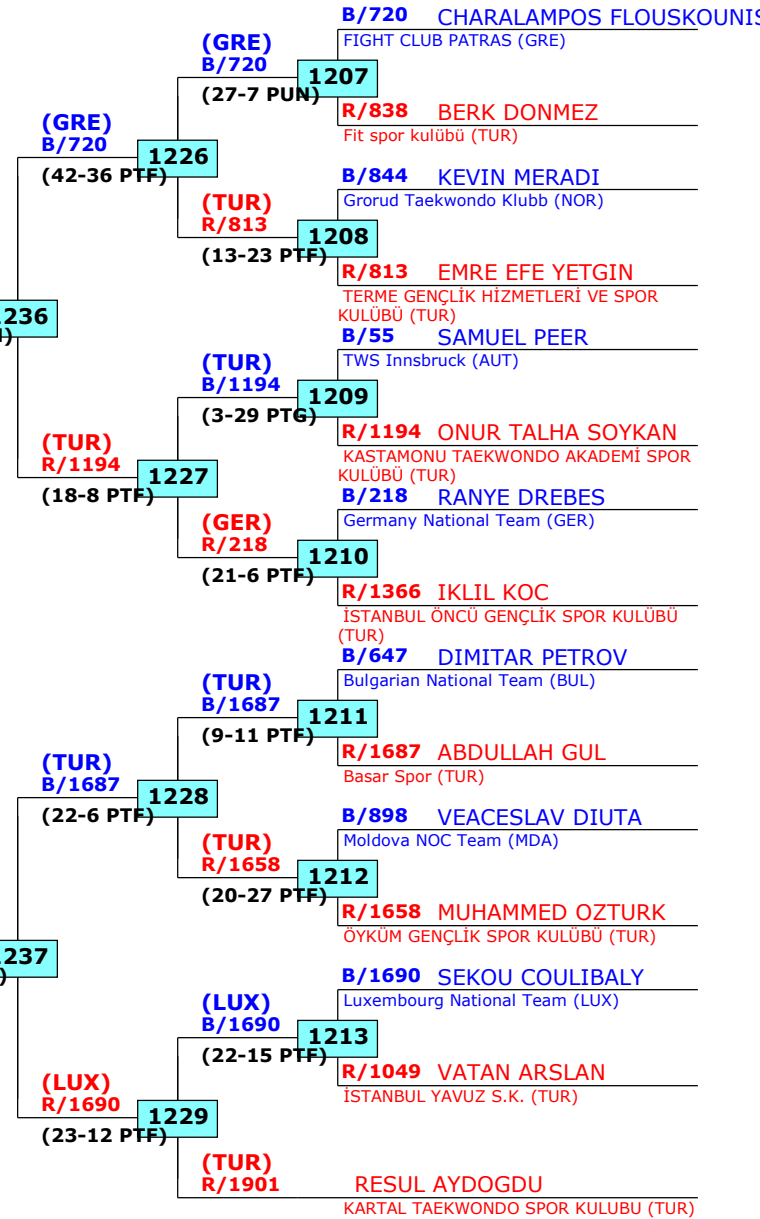 B/720 CHARALAMPOS FLOUSKOUNIS
FIGHT CLUB PATRAS (GRE)
(GRE)
B/720
1207
(27-7 PUN)
R/838 BERK DONMEZ
Fit spor kulübü (TUR)
(GRE)
B/720
1226
(42-36 PTF)
B/844 KEVIN MERADI
Grorud Taekwondo Klubb (NOR)
(TUR)
R/813
1208
(13-23 PTF)
R/813 EMRE EFE YETGIN
TERME GENÇLİK HİZMETLERİ VE SPOR
KULÜBÜ (TUR)
236
B/55 SAMUEL PEER
TWS Innsbruck (AUT)
(TUR)
B/1194
1209
(3-29 PTG)
R/1194 ONUR TALHA SOYKAN
KASTAMONU TAEKWONDO AKADEMİ SPOR
KULÜBÜ (TUR)
(TUR)
R/1194
1227
(18-8 PTF)
B/218 RANYE DREBES
Germany National Team (GER)
(GER)
R/218
1210
(21-6 PTF)
R/1366 IKLIL KOC
İSTANBUL ÖNCÜ GENÇLİK SPOR KULÜBÜ
(TUR)
B/647 DIMITAR PETROV
Bulgarian National Team (BUL)
(TUR)
B/1687
1211
(9-11 PTF)
R/1687 ABDULLAH GUL
Basar Spor (TUR)
(TUR)
B/1687
1228
(22-6 PTF)
B/898 VEACESLAV DIUTA
Moldova NOC Team (MDA)
(TUR)
R/1658
1212
(20-27 PTF)
R/1658 MUHAMMED OZTURK
ÖYKÜM GENÇLİK SPOR KULÜBÜ (TUR)
237
B/1690 SEKOU COULIBALY
Luxembourg National Team (LUX)
(LUX)
B/1690
1213
(22-15 PTF)
R/1049 VATAN ARSLAN
İSTANBUL YAVUZ S.K. (TUR)
(LUX)
R/1690
1229
(23-12 PTF)
(TUR)
R/1901
RESUL AYDOGDU
KARTAL TAEKWONDO SPOR KULUBU (TUR)